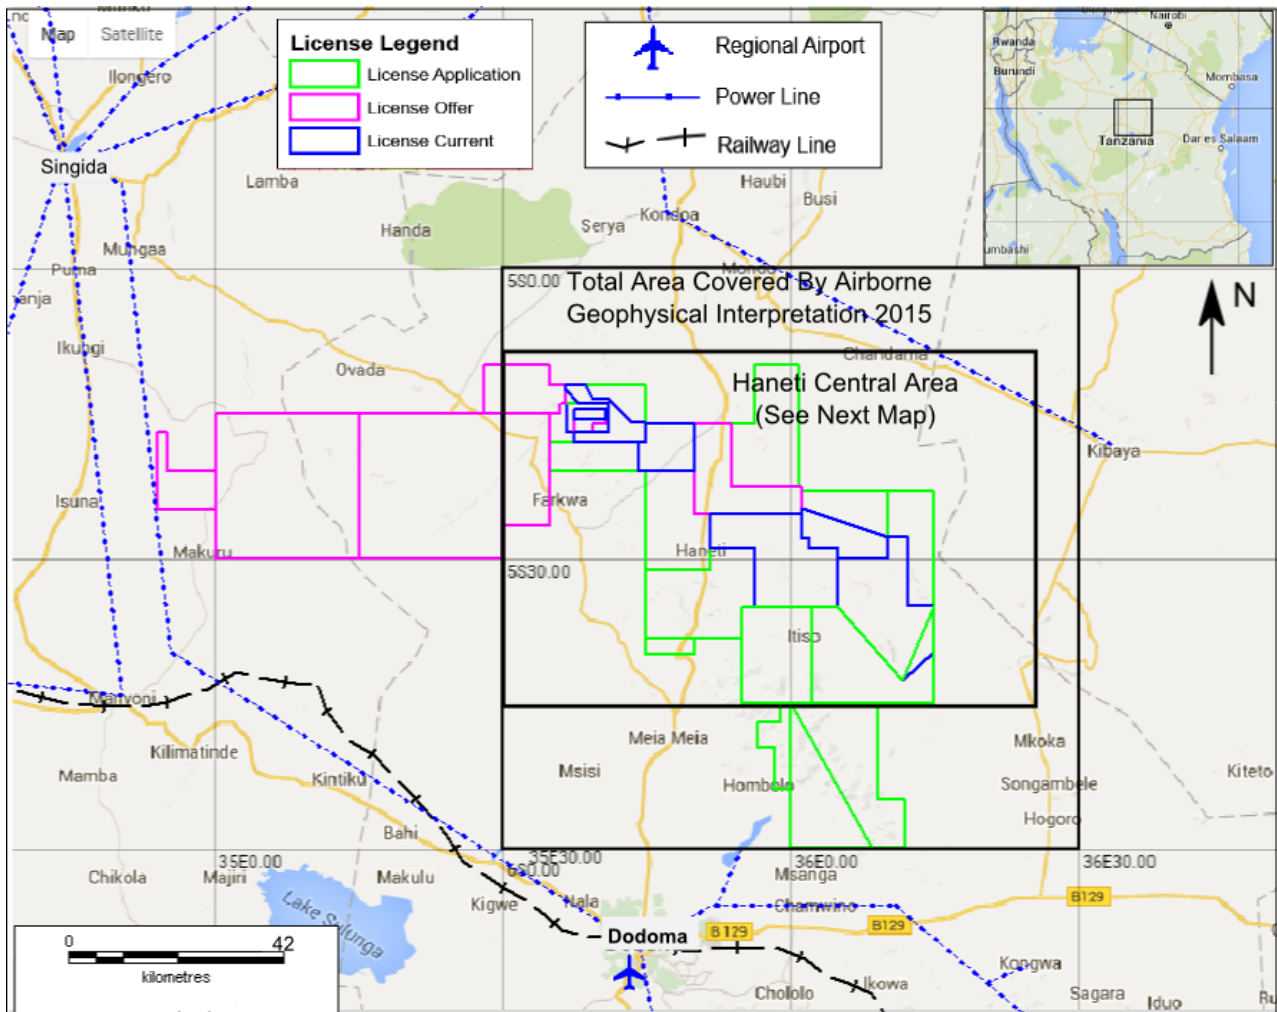 Map
Satellite
Ilongero
License Legend
License Application
License Offer
License Current
Regional Airport
Power Line
Railway Line
Nairobi
Rwanda
Burundi
Mombasa
Tanzania
Dar es Salaam
umbashi
Singida
Lamba
Haubi
Busi
Handa
Serya
Kondoa
Mungaa
Puma
anja
Mondo
5S0.00
Total Area Covered By Airborne
Geophysical Interpretation 2015
N
Ikungi
Ovada
Chandama
Haneti Central Area
(See Next Map)
Kibaya
Isuna
Farkwa
Makuru
Haneti
5S30.00
Itiso
Manyoni
Kilimatinde
Meia Meia
Mkoka
Mamba
Kintiku
Msisi
Hombolo
Songambele
Kiteto
Hogoro
Bahi
35E0.00
35E30.00
36E0.00
36E30.00
6S0.00
Chikola
Majiri
Makulu
Msanga
Kigwe
Nala
Chamwino
B129
Lake Sulunga
Dodoma
B129
B129
0
42
kilometres
Kongwa
Chololo
Ikowa
Sagara
Iduo